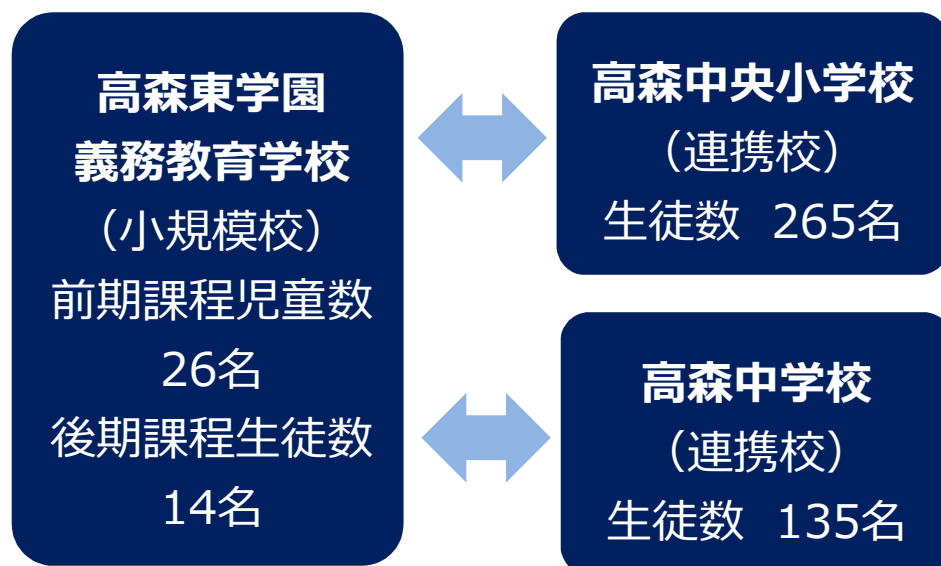 高森東学園
義務教育学校
（小規模校）
前期課程児童数
26名
後期課程生徒数
14名
高森中央小学校
（連携校）
生徒数 265名
高森中学校
（連携校）
生徒数 135名